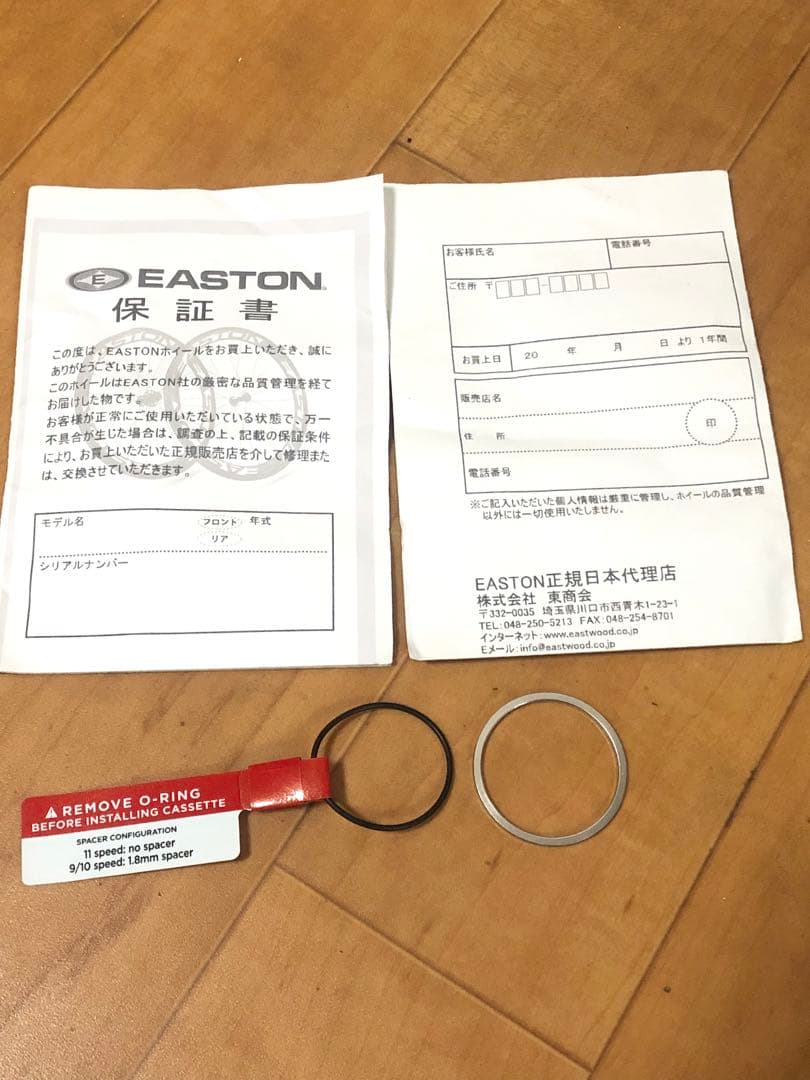 E EASTON
保証書
この度は、EASTONホイールをお買上いただき、誠に
ありがとうございます。
このホイールはEASTON社の厳密な品質管理を経て
お届けした物です。
お客様が正常にご使用いただいている状態で、万一
不具合が生じた場合は、調査の上、記載の保証条件
により、お買上いただいた正規販売店を介して修理また
は、交換させていただきます。
モデル名 フロント 年式
リア
シリアルナンバー
お客様氏名 電話番号
ご住所 〒 -
お買上日 20 年 月 日 より 1年間
販売店名
住 所 印
電話番号
※ご記入いただいた個人情報は厳重に管理し、ホイールの品質管理
以外には一切使用いたしません。
EASTON正規日本代理店
株式会社 東商会
〒332-0035 埼玉県川口市西青木1-23-1
TEL:048-250-5213 FAX:048-254-8701
インターネット:www.eastwood.co.jp
Eメール:info@eastwood.co.jp
⚠ REMOVE O-RING
BEFORE INSTALLING CASSETTE
SPACER CONFIGURATION
11 speed: no spacer
9/10 speed: 1.8mm spacer